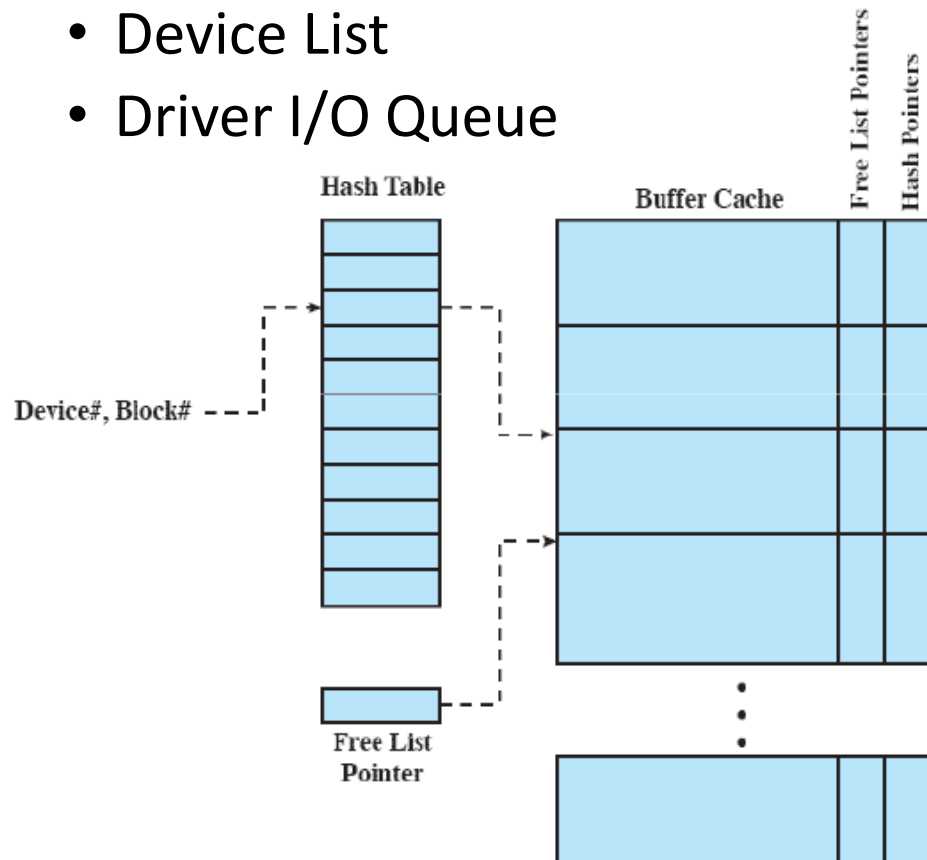 • Device List
• Driver I/O Queue
Free List Pointers
Hash Pointers
Hash Table
Buffer Cache
Device#, Block#
Free List
Pointer